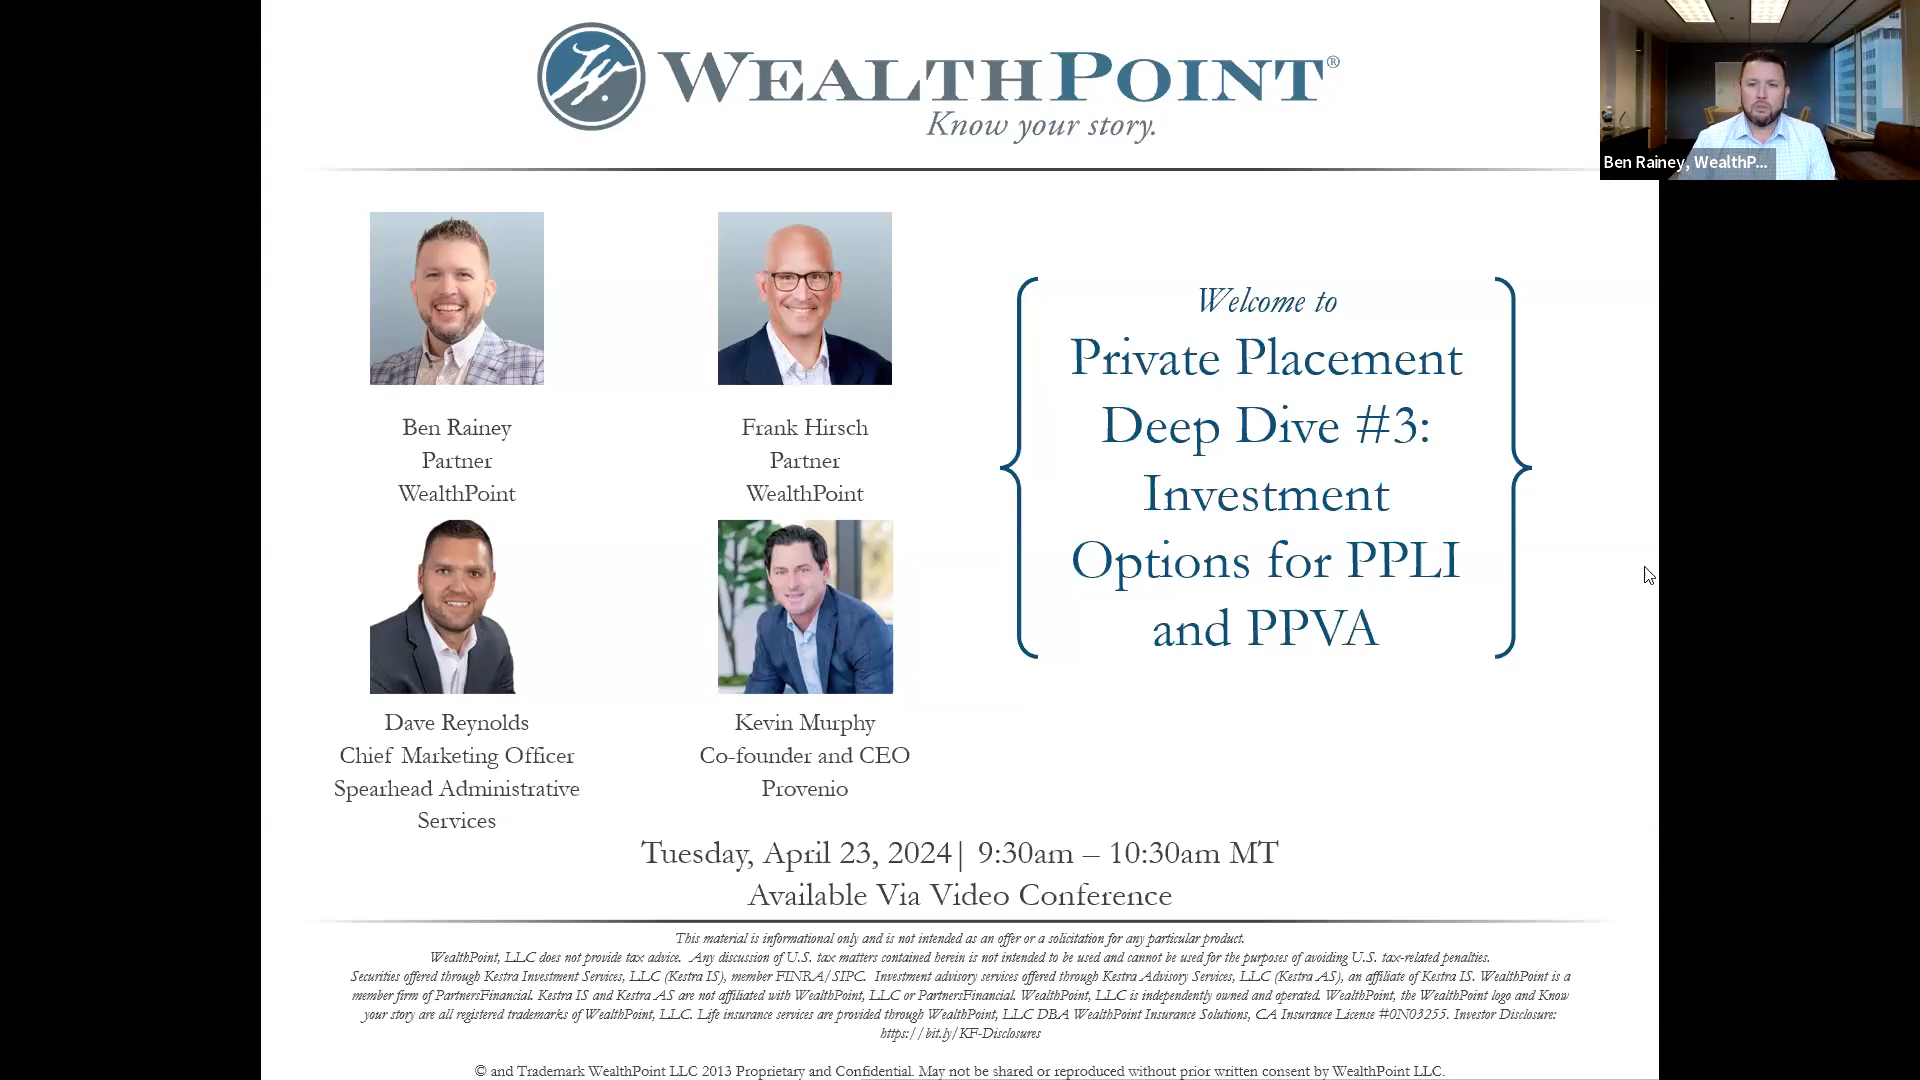 WEALTHPOINT®
Know your story.
Ben Rainey, WealthP...
Ben Rainey
Partner
WealthPoint
Frank Hirsch
Partner
WealthPoint
Dave Reynolds
Chief Marketing Officer
Spearhead Administrative
Services
Kevin Murphy
Co-founder and CEO
Provenio
Welcome to
Private Placement
Deep Dive #3:
Investment
Options for PPLI
and PPVA
Tuesday, April 23, 2024| 9:30am – 10:30am MT
Available Via Video Conference
This material is informational only and is not intended as an offer or a solicitation for any particular product.
WealthPoint, LLC does not provide tax advice. Any discussion of U.S. tax matters contained herein is not intended to be used and cannot be used for the purposes of avoiding U.S. tax-related penalties.
Securities offered through Kestra Investment Services, LLC (Kestra IS), member FINRA/SIPC. Investment advisory services offered through Kestra Advisory Services, LLC (Kestra AS), an affiliate of Kestra IS. WealthPoint is a
member firm of PartnersFinancial. Kestra IS and Kestra AS are not affiliated with WealthPoint, LLC or PartnersFinancial. WealthPoint, LLC is independently owned and operated. WealthPoint, the WealthPoint logo and Know
your story are all registered trademarks of WealthPoint, LLC. Life insurance services are provided through WealthPoint, LLC DBA WealthPoint Insurance Solutions, CA Insurance License #0N03255. Investor Disclosure:
https://bit.ly/KF-Disclosures
© and Trademark WealthPoint LLC 2013 Proprietary and Confidential. May not be shared or reproduced without prior written consent by WealthPoint LLC.